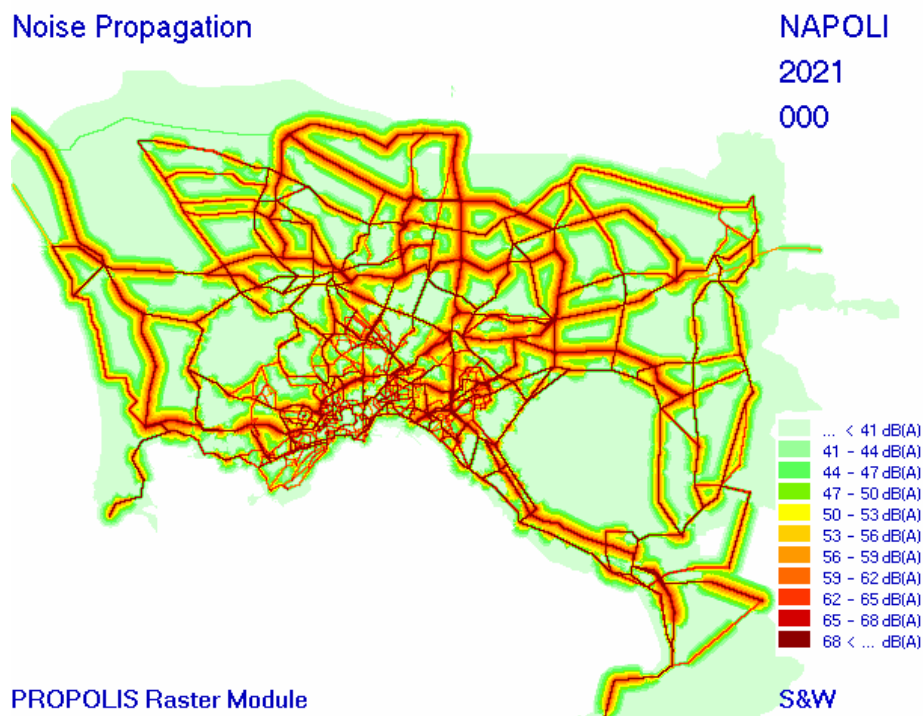 Noise Propagation
NAPOLI
2021
000
... < 41 dB(A)
41 - 44 dB(A)
44 - 47 dB(A)
47 - 50 dB(A)
50 - 53 dB(A)
53 - 56 dB(A)
56 - 59 dB(A)
59 - 62 dB(A)
62 - 65 dB(A)
65 - 68 dB(A)
68 < ... dB(A)
PROPOLIS Raster Module
S&W